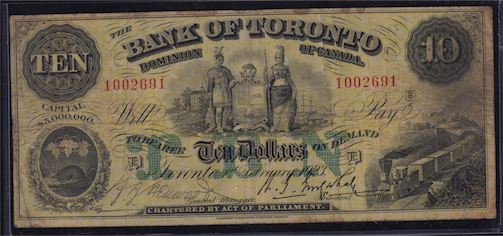 THE
BANK OF TORONTO
DOMINION OF CANADA.
TEN
10
1002691 1002691
CAPITAL
$5,000,000.
Will Pay
TO BEARER TEN ON DEMAND
Ten Dollars
Toronto
General Manager President
CHARTERED BY ACT OF PARLIAMENT.